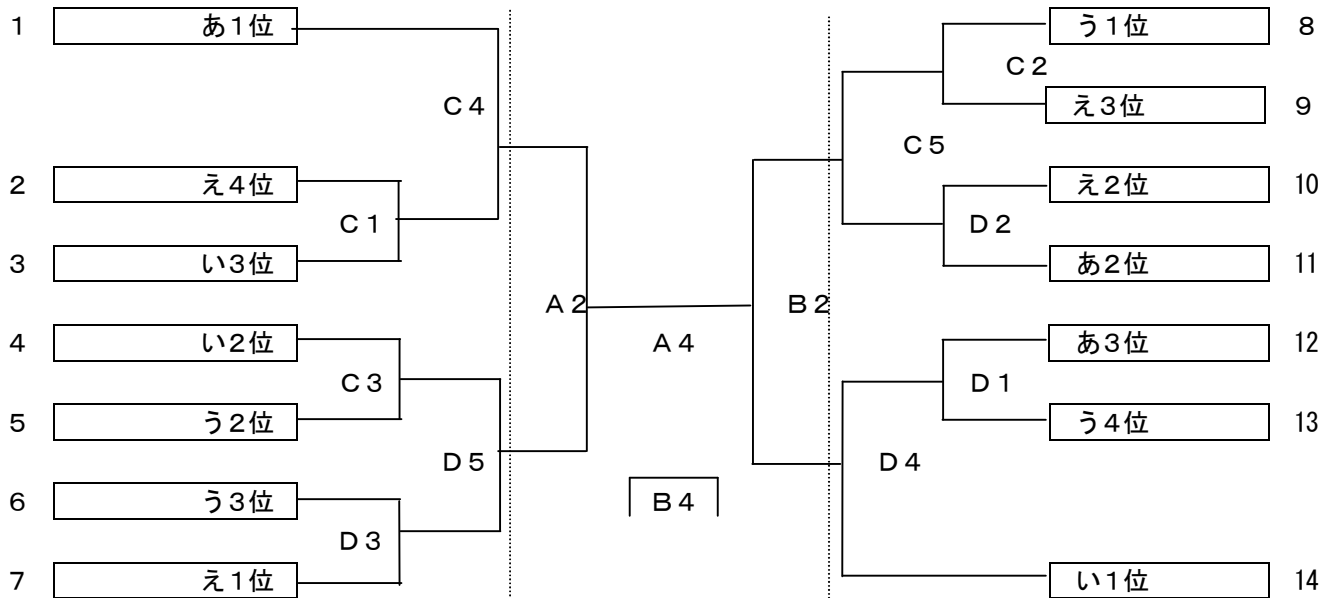 1 あ1位 う1位 8
C2
C4 え3位 9
C5
2 え4位 え2位 10
C1 D2
3 い3位 あ2位 11
A2 B2
4 い2位 A4 あ3位 12
C3 D1
5 う2位 う4位 13
D5 D4
6 う3位 B4
D3
7 え1位 い1位 14